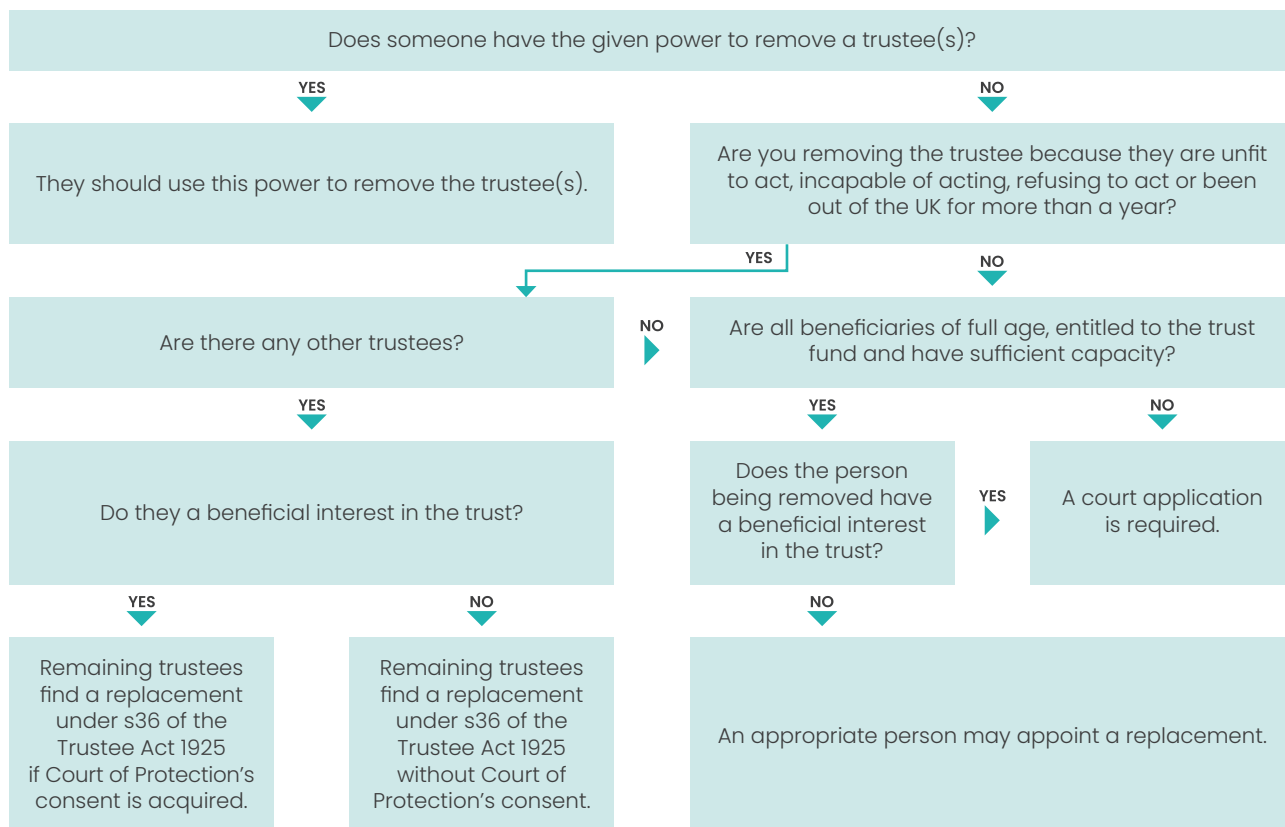 Does someone have the given power to remove a trustee(s)?
YES
NO
They should use this power to remove the trustee(s).
Are you removing the trustee because they are unfit
to act, incapable of acting, refusing to act or been
out of the UK for more than a year?
YES
NO
Are there any other trustees?
NO
Are all beneficiaries of full age, entitled to the trust
fund and have sufficient capacity?
YES
YES
NO
Do they a beneficial interest in the trust?
Does the person
being removed have
a beneficial interest
in the trust?
YES
A court application
is required.
YES
NO
NO
Remaining trustees
find a replacement
under s36 of the
Trustee Act 1925
if Court of Protection’s
consent is acquired.
Remaining trustees
find a replacement
under s36 of the
Trustee Act 1925
without Court of
Protection’s consent.
An appropriate person may appoint a replacement.